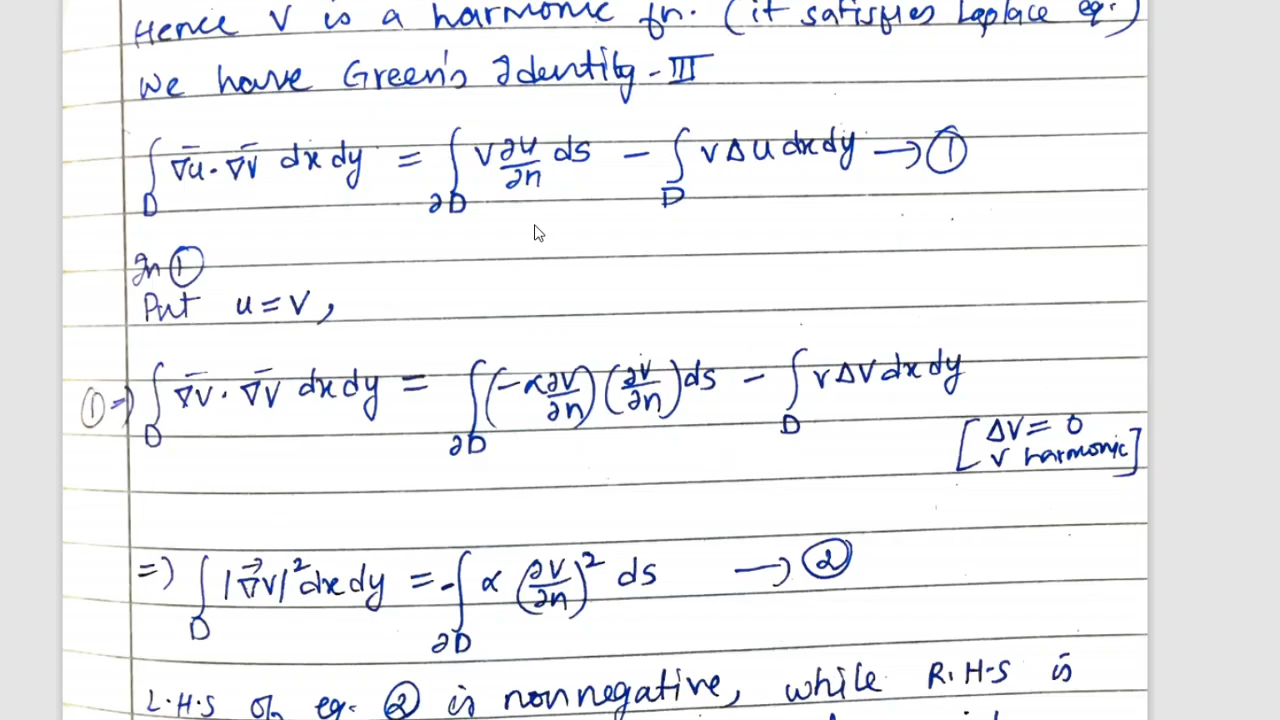 Hence v is a harmonic fn. (it satisfies Laplace eq.)
We have Green's Identity - III
∫_D ∇̄u · ∇̄v dx dy = ∫_∂D v ∂u/∂n ds − ∫_D v Δu dx dy → ①
In ①
Put u = v,
① ⇒ ∫_D ∇̄v · ∇̄v dx dy = ∫_∂D (−α ∂v/∂n) (∂v/∂n) ds − ∫_D v Δv dx dy
[Δv = 0
v harmonic]
⇒) ∫_D |∇⃗v|² dx dy = - ∫_∂D α (∂v/∂n)² ds → ②
L.H.S of eq. ② is nonnegative, while R.H.S is